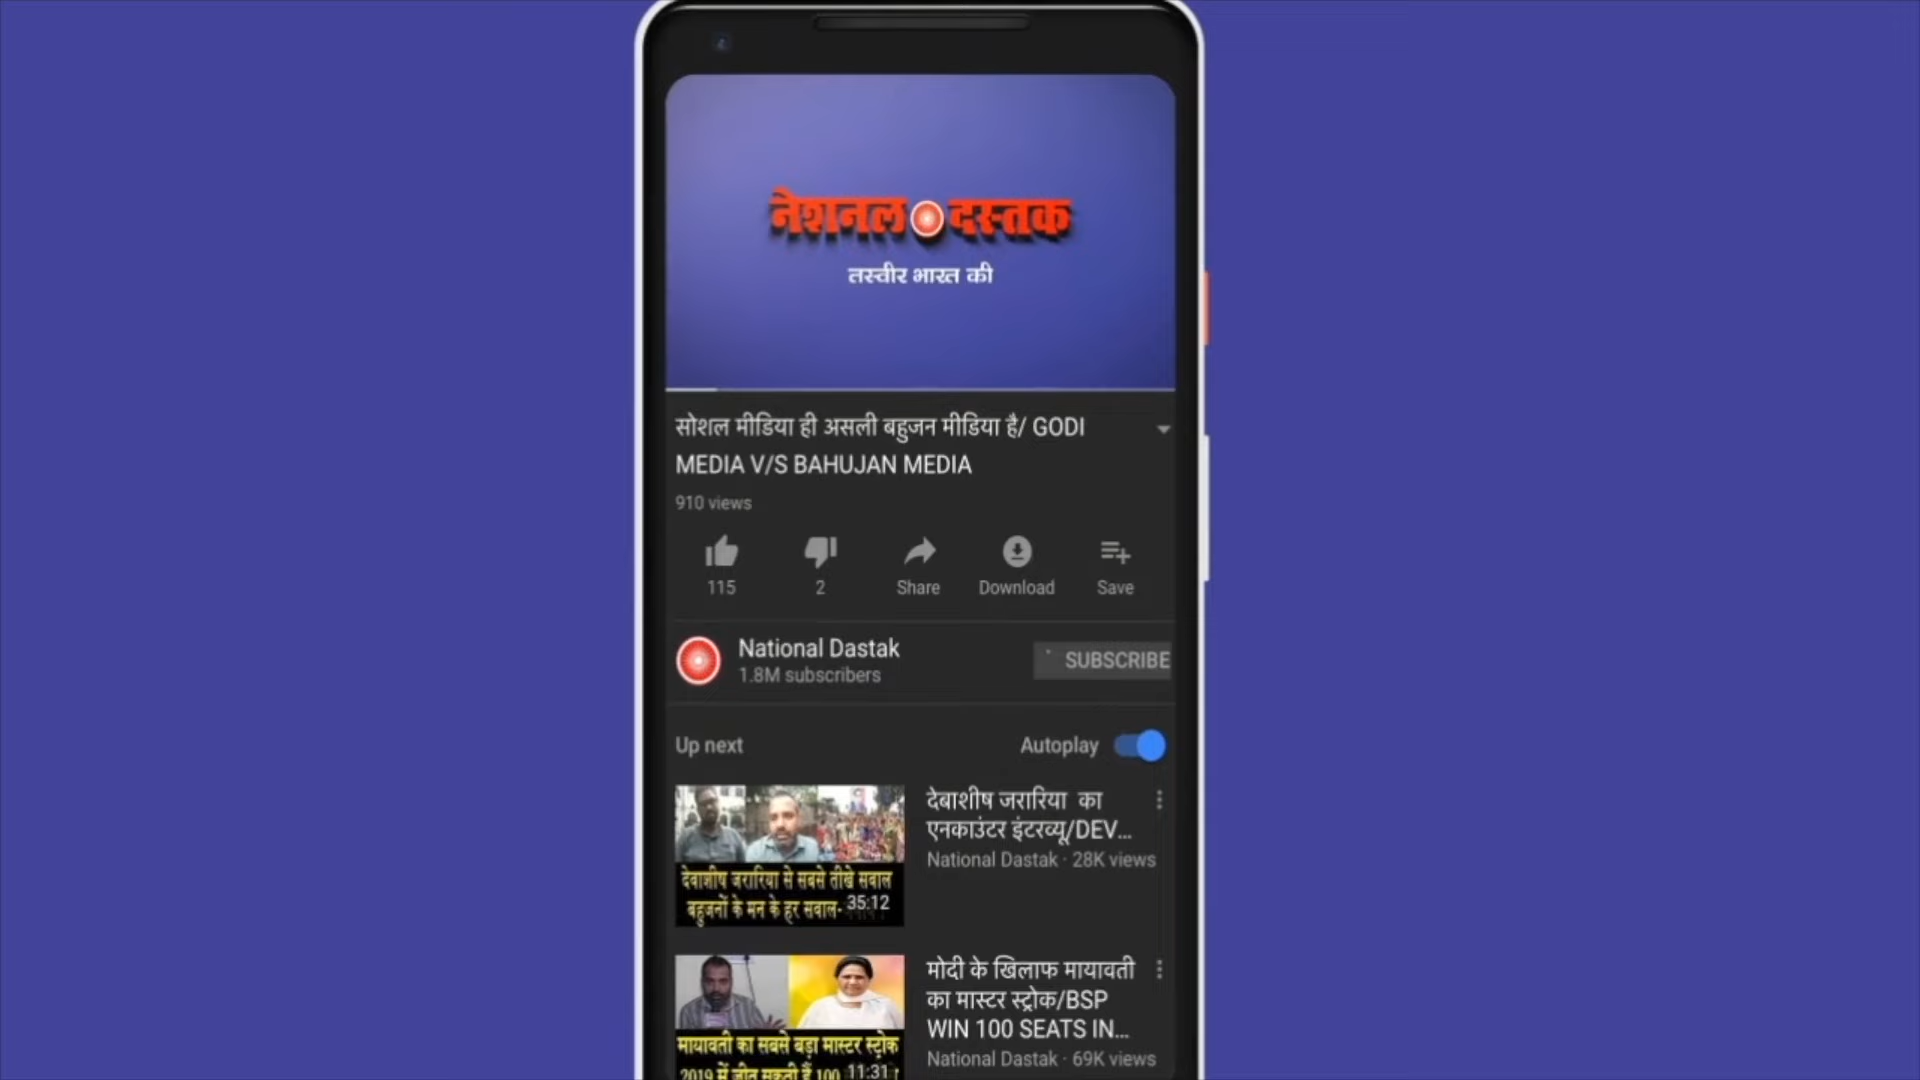 नेशनल दस्तक
तस्वीर भारत की
सोशल मीडिया ही असली बहुजन मीडिया है/ GODI
MEDIA V/S BAHUJAN MEDIA
910 views
115
2
Share
Download
Save
National Dastak
1.8M subscribers
SUBSCRIBE
Up next
Autoplay
देवाशीष जरारिया से सबसे तीखे सवाल
बहुजनों के मन के हर सवाल-
35:12
देबाशीष जरारिया का
एनकाउंटर इंटरव्यू/DEV...
National Dastak · 28K views
मायावती का सबसे बड़ा मास्टर स्ट्रोक
2019 में जीत सकती हैं 100
11:31
मोदी के खिलाफ मायावती
का मास्टर स्ट्रोक/BSP
WIN 100 SEATS IN...
National Dastak · 69K views